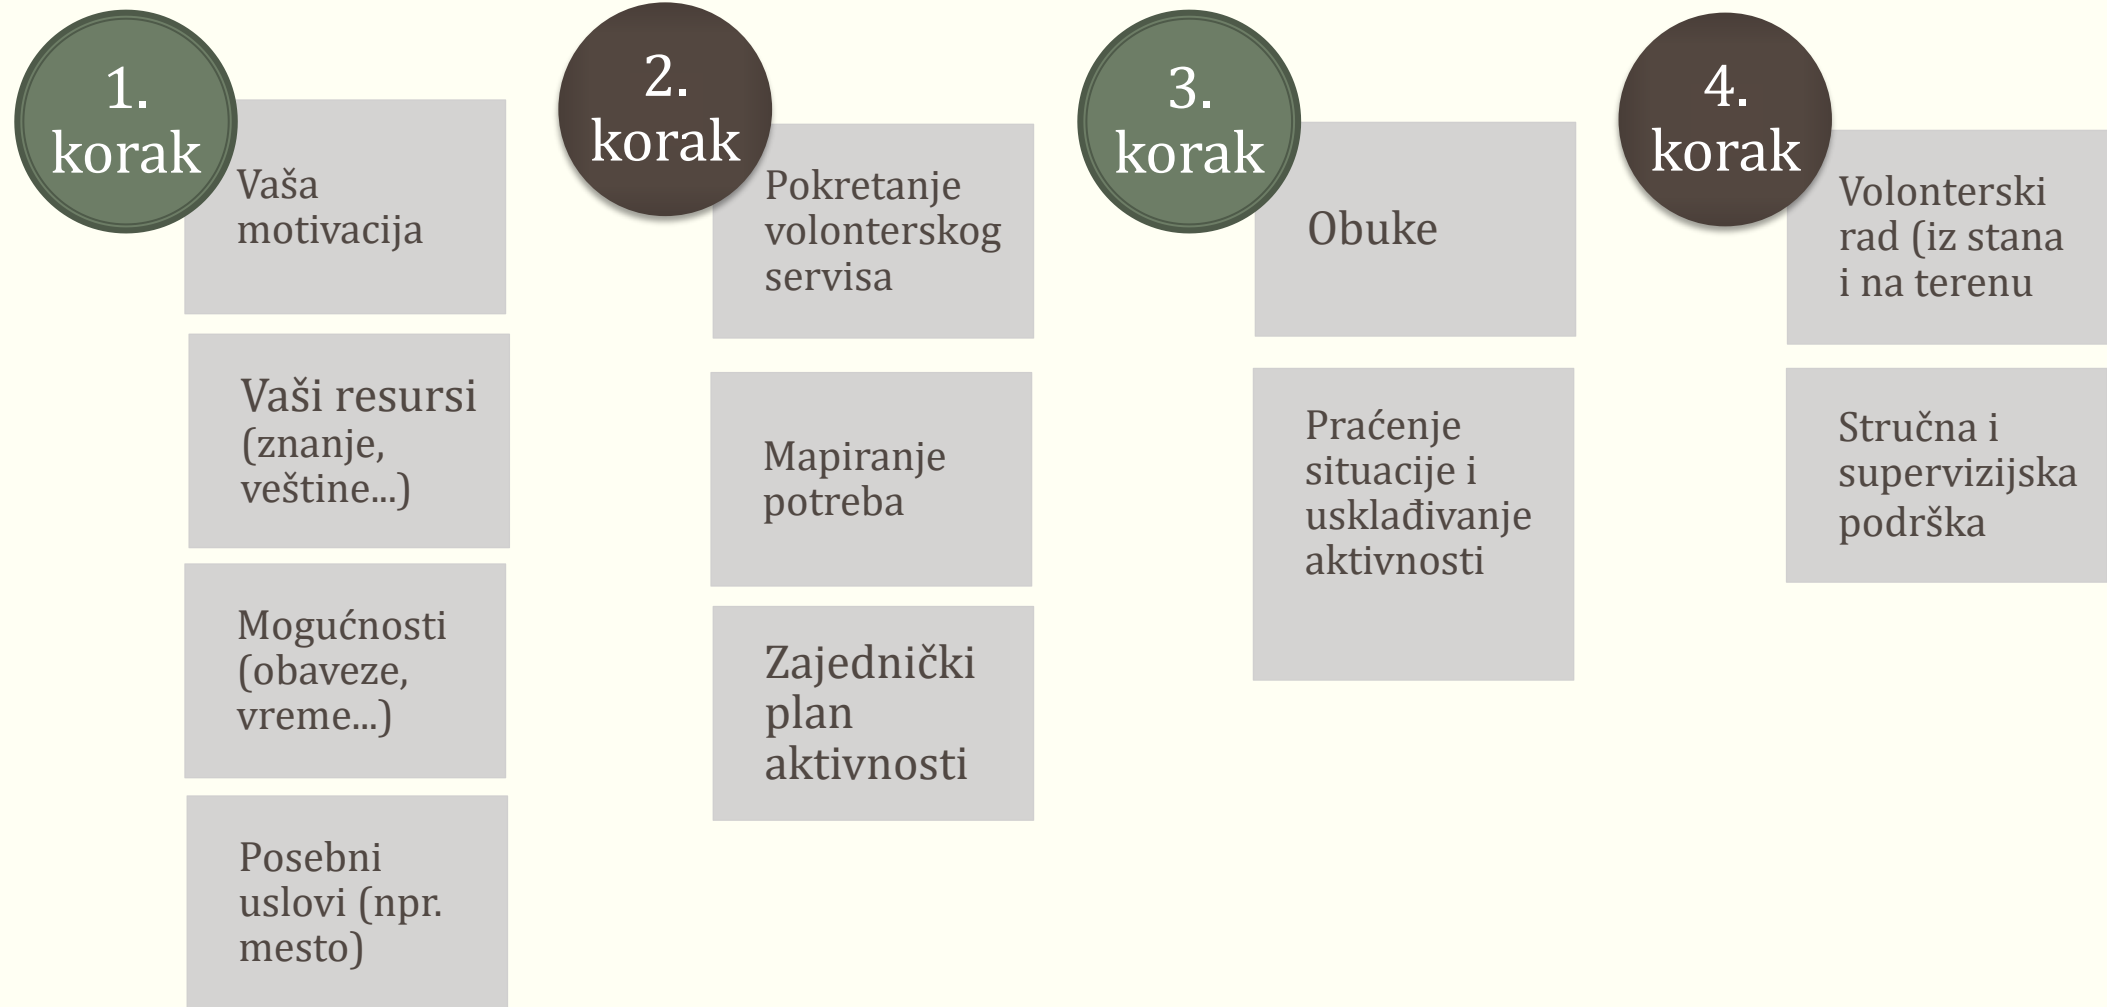 1.
korak
Vaša
motivacija
Vaši resursi
(znanje,
veštine...)
Mogućnosti
(obaveze,
vreme...)
Posebni
uslovi (npr.
mesto)
2.
korak
Pokretanje
volonterskog
servisa
Mapiranje
potreba
Zajednički
plan
aktivnosti
3.
korak
Obuke
Praćenje
situacije i
usklađivanje
aktivnosti
4.
korak
Volonterski
rad (iz stana
i na terenu
Stručna i
supervizijska
podrška